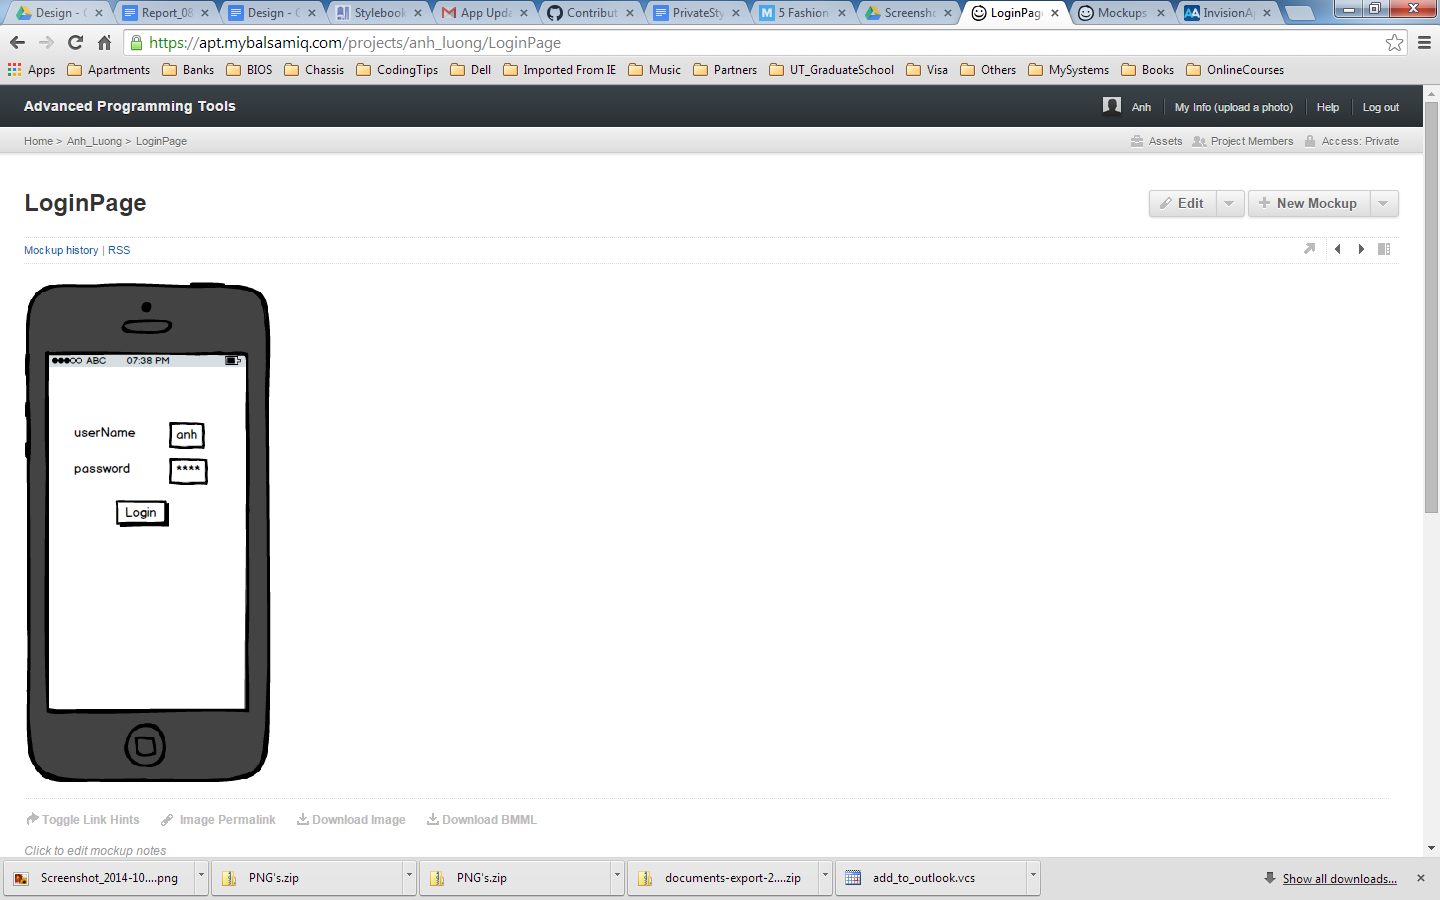 Design - G
Report_08
Design - G
Stylebook
App Upda
Contribut
PrivateSty
5 Fashion
Screensho
LoginPage
Mockups
InvisionA
https://apt.mybalsamiq.com/projects/anh_luong/LoginPage
Apps Apartments Banks BIOS Chassis CodingTips Dell Imported From IE Music Partners UT_GraduateSchool Visa Others MySystems Books OnlineCourses
Advanced Programming Tools
Anh My Info (upload a photo) Help Log out
Home > Anh_Luong > LoginPage
Assets Project Members Access: Private
LoginPage
Edit New Mockup
Mockup history | RSS
ABC 07:38 PM
userName anh
password ****
Login
Toggle Link Hints Image Permalink Download Image Download BMML
Click to edit mockup notes
Screenshot_2014-10....png PNG's.zip PNG's.zip documents-export-2....zip add_to_outlook.vcs Show all downloads...